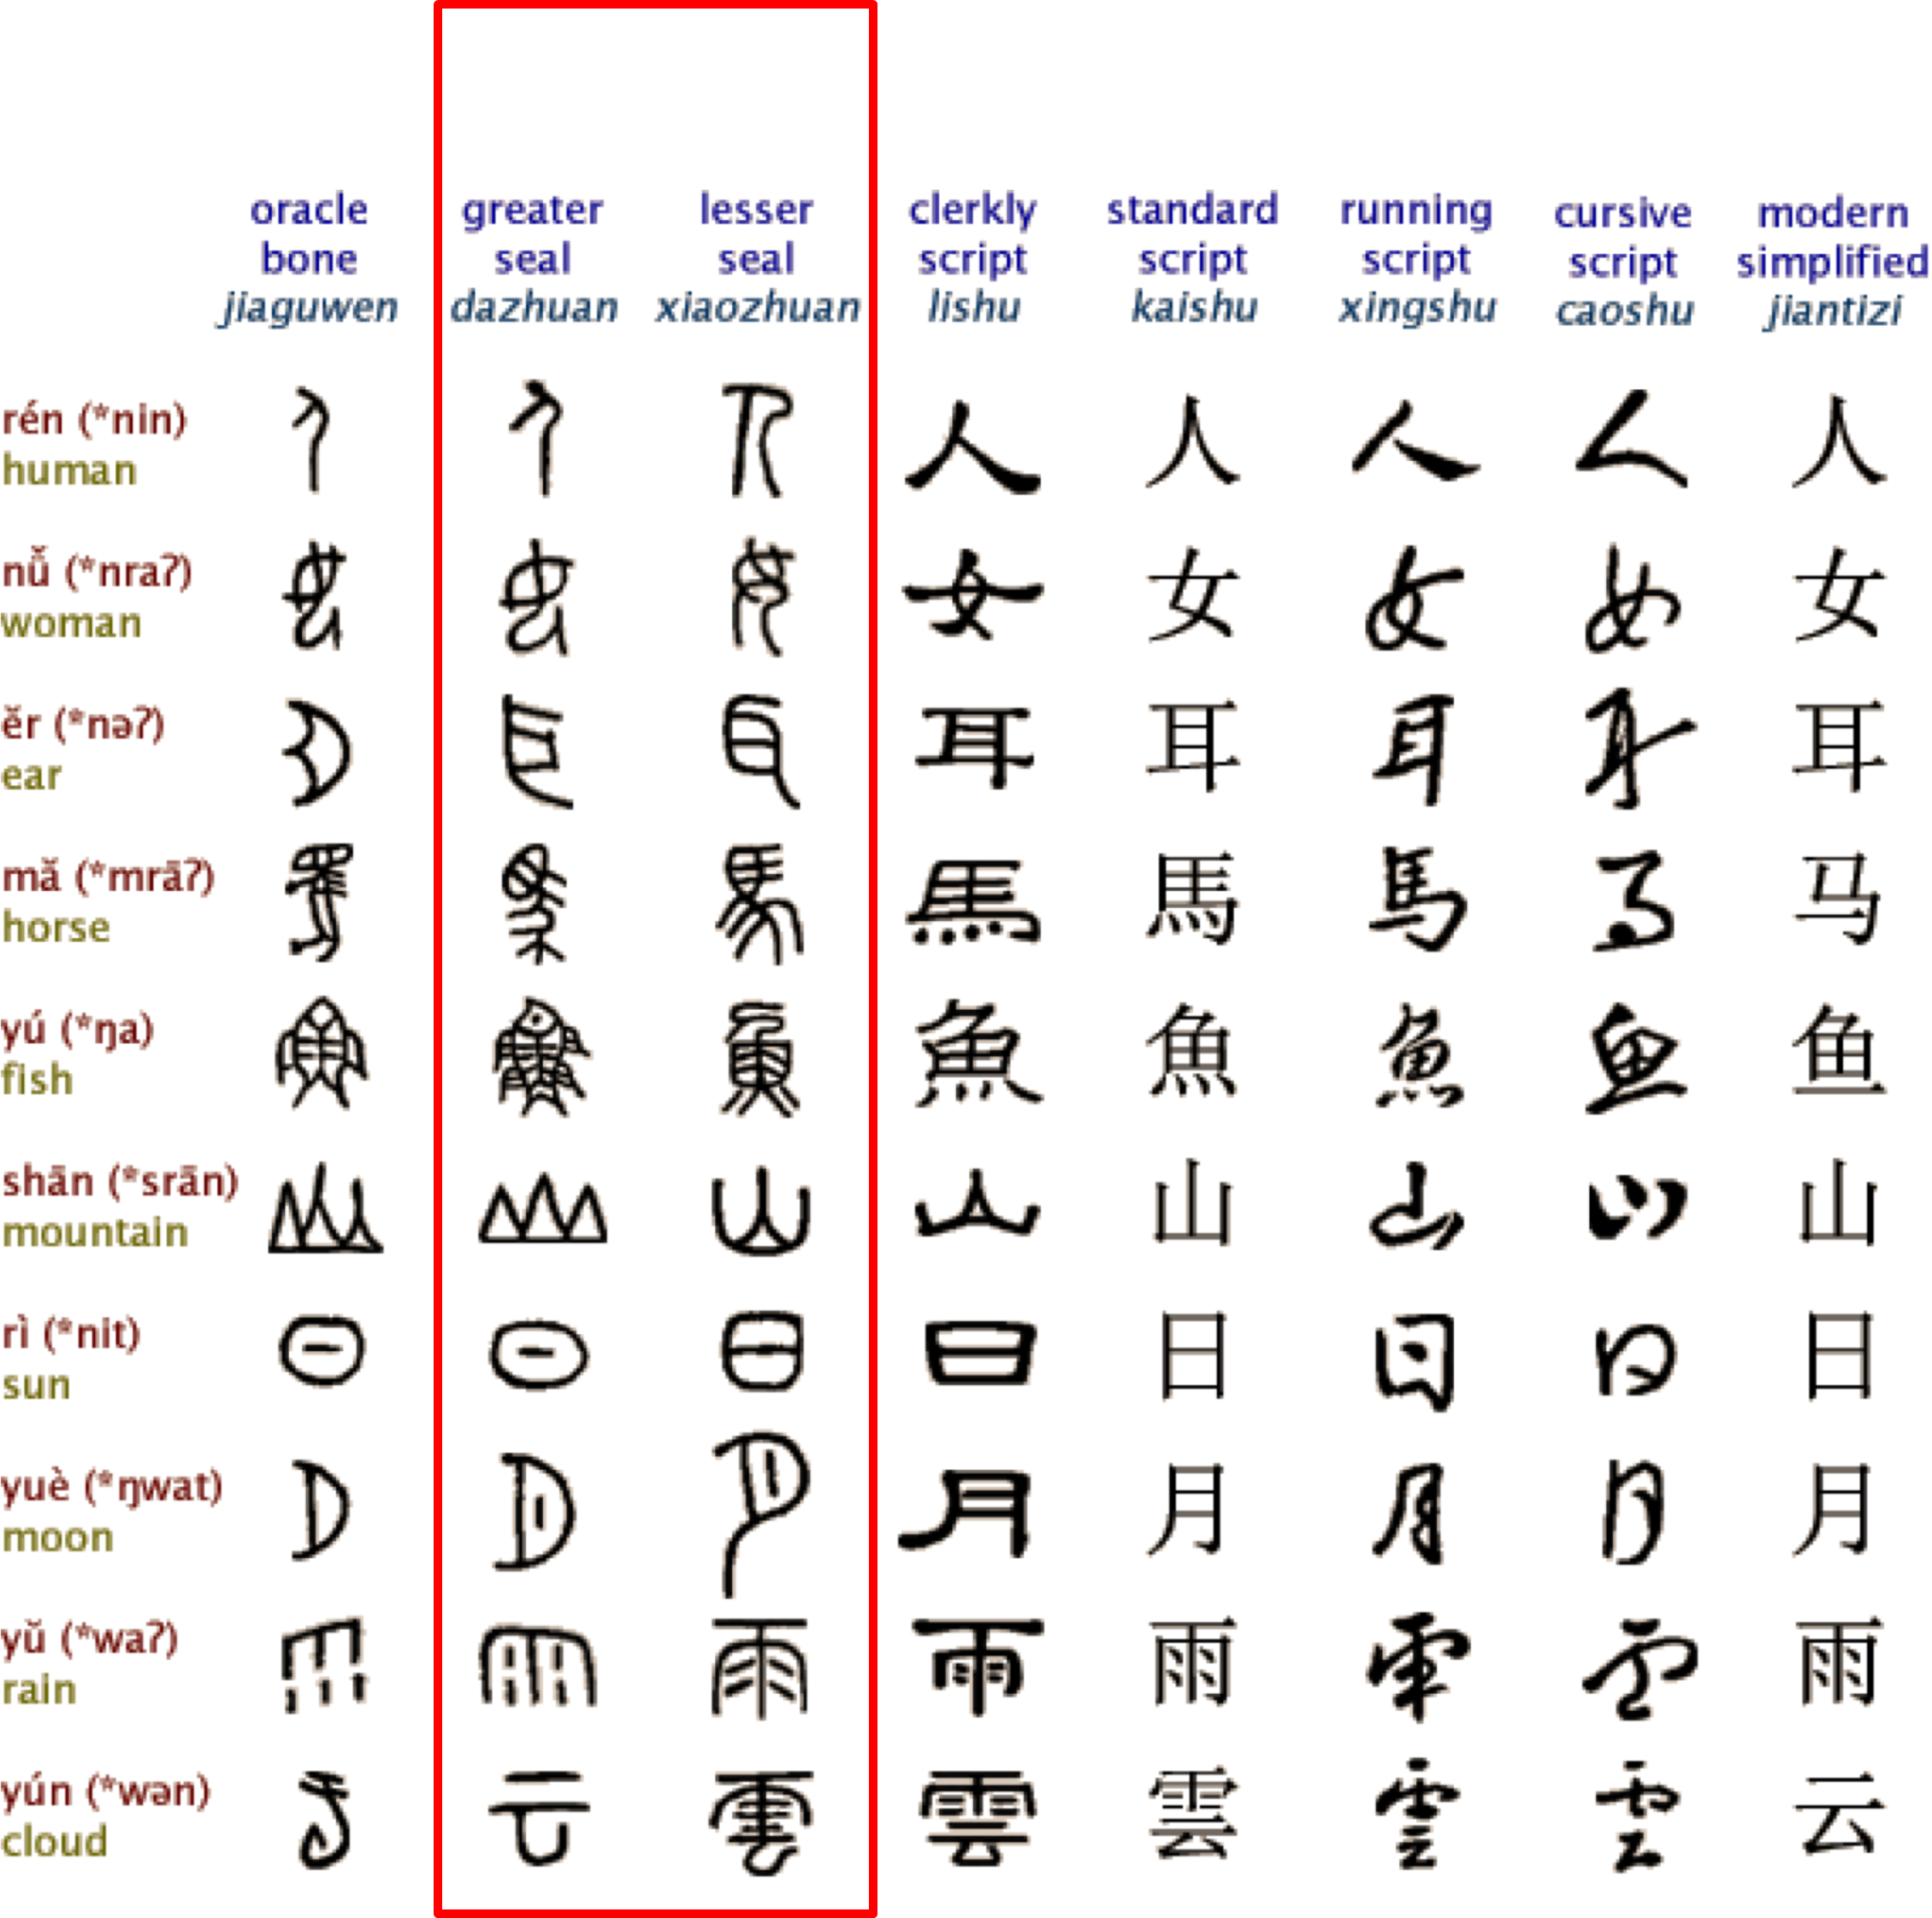 oracle bone jiaguwen
greater seal dazhuan
lesser seal xiaozhuan
clerkly script lishu
standard script kaishu
running script xingshu
cursive script caoshu
modern simplified jiantizi
rén (*nin)
human
人 人 人 人 人
nǚ (*nraʔ)
woman
女 女 女 女 女
ěr (*nəʔ)
ear
耳 耳 耳 耳 耳
mǎ (*mrāʔ)
horse
馬 馬 馬 马
yú (*ŋa)
fish
魚 魚 魚 鱼
shān (*srān)
mountain
山 山 山 山 山
rì (*nit)
sun
日 日 日 日 日
yuè (*ŋwat)
moon
月 月 月 月 月
yǔ (*waʔ)
rain
雨 雨 雨 雨 雨
yún (*wən)
cloud
雲 雲 雲 雲 云